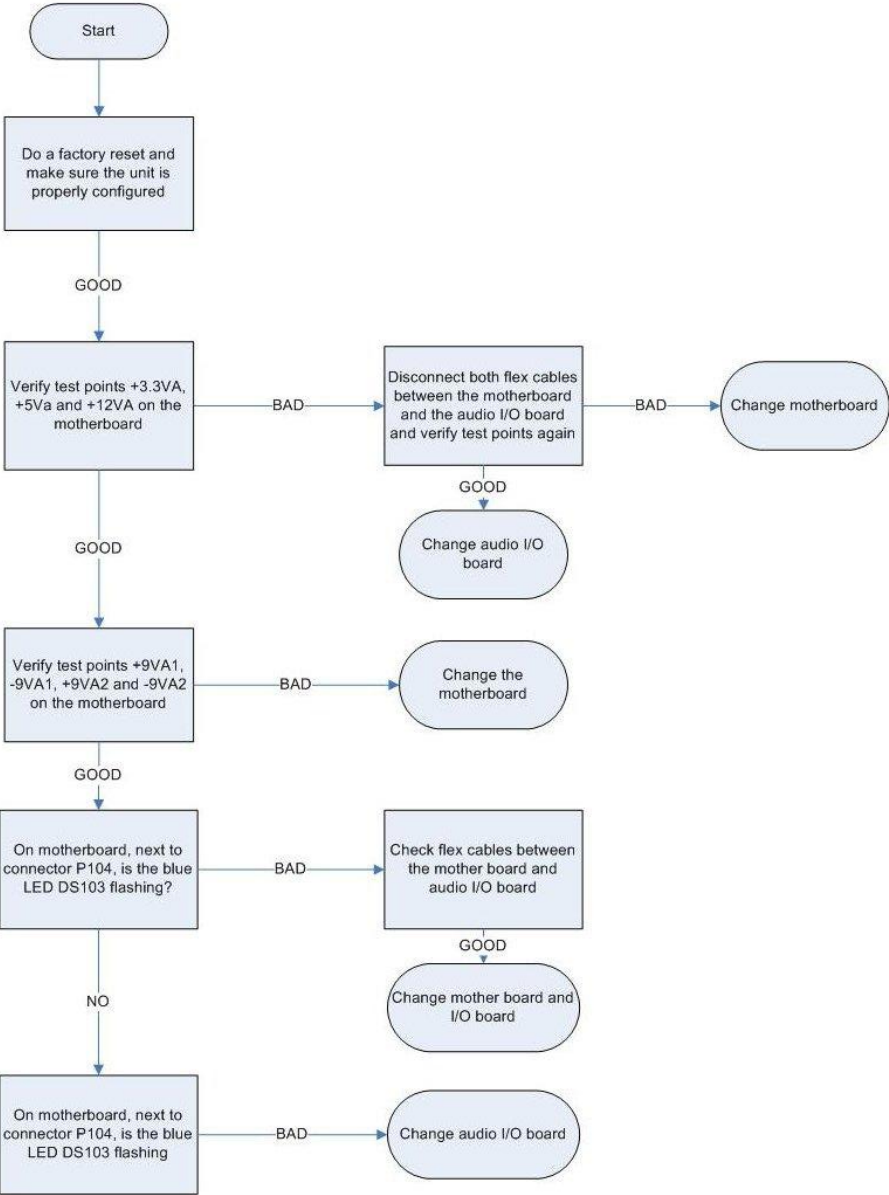 Start
Do a factory reset and
make sure the unit is
properly configured
GOOD
Verify test points +3.3VA,
+5Va and +12VA on the
motherboard
BAD
Disconnect both flex cables
between the motherboard
and the audio I/O board
and verify test points again
BAD
Change motherboard
GOOD
Change audio I/O
board
GOOD
Verify test points +9VA1,
-9VA1, +9VA2 and -9VA2
on the motherboard
BAD
Change the
motherboard
GOOD
On motherboard, next to
connector P104, is the blue
LED DS103 flashing?
BAD
Check flex cables between
the mother board and
audio I/O board
GOOD
Change mother board and
I/O board
NO
On motherboard, next to
connector P104, is the blue
LED DS103 flashing
BAD
Change audio I/O board